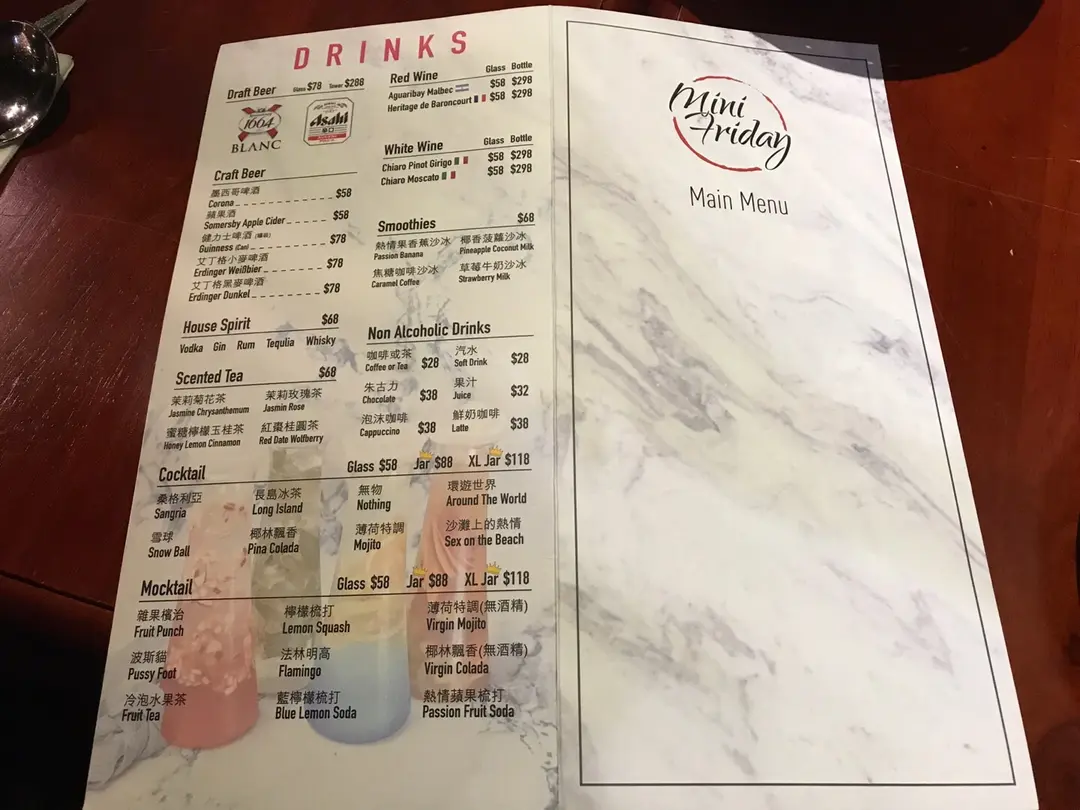 DRINKS
Draft Beer Glass $78 Tower $288
1664
BLANC
Asahi
Craft Beer
墨西哥啤酒
Corona $58
蘋果酒
Somersby Apple Cider $58
健力士啤酒 (罐裝)
Guinness (Can) $78
艾丁格小麥啤酒
Erdinger Weißbier $78
艾丁格黑麥啤酒
Erdinger Dunkel $78
House Spirit $68
Vodka Gin Rum Tequlia Whisky
Scented Tea $68
茉莉菊花茶 茉莉玫瑰茶
Jasmine Chrysanthemum Jasmin Rose
蜜糖檸檬玉桂茶 紅棗桂圓茶
Honey Lemon Cinnamon Red Date Wolfberry
Red Wine Glass Bottle
Aguaribay Malbec $58 $298
Heritage de Baroncourt $58 $298
White Wine Glass Bottle
Chiaro Pinot Girigo $58 $298
Chiaro Moscato $58 $298
Smoothies $68
熱情果香蕉沙冰 椰香菠蘿沙冰
Passion Banana Pineapple Coconut Milk
焦糖咖啡沙冰 草莓牛奶沙冰
Caramel Coffee Strawberry Milk
Non Alcoholic Drinks
咖啡或茶 汽水
Coffee or Tea $28 Soft Drink $28
朱古力 果汁
Chocolate $38 Juice $32
泡沫咖啡 鮮奶咖啡
Cappuccino $38 Latte $38
Cocktail Glass $58 Jar $88 XL Jar $118
桑格利亞 長島冰茶 無物 環遊世界
Sangria Long Island Nothing Around The World
雪球 椰林飄香 薄荷特調 沙灘上的熱情
Snow Ball Pina Colada Mojito Sex on the Beach
Mocktail Glass $58 Jar $88 XL Jar $118
雜果賓治 檸檬梳打 薄荷特調(無酒精)
Fruit Punch Lemon Squash Virgin Mojito
波斯貓 法林明高 椰林飄香(無酒精)
Pussy Foot Flamingo Virgin Colada
冷泡水果茶 藍檸檬梳打 熱情蘋果梳打
Fruit Tea Blue Lemon Soda Passion Fruit Soda
Mini
Friday
Main Menu